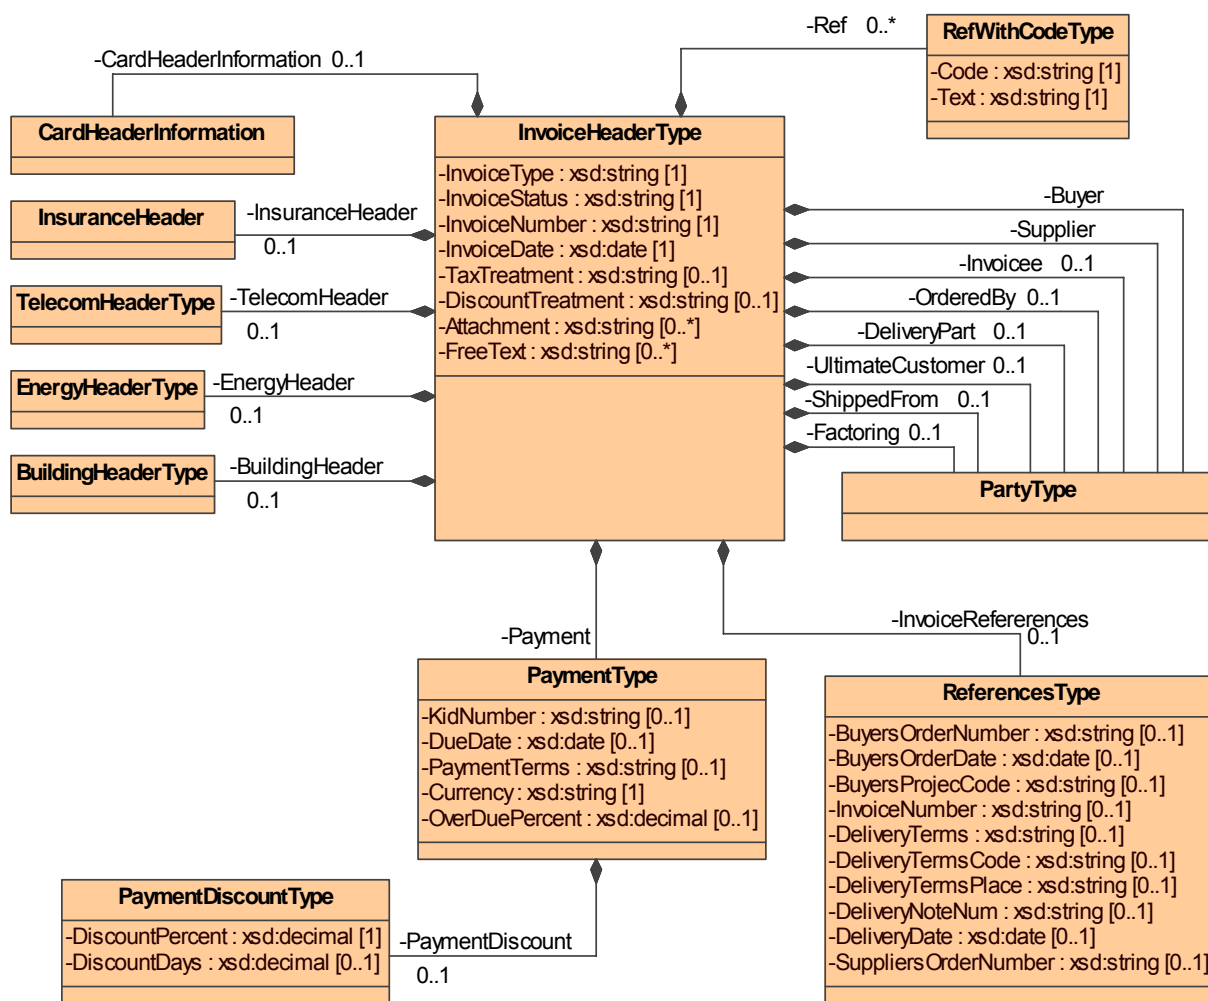 -Ref 0..*
RefWithCodeType
-Code : xsd:string [1]
-Text : xsd:string [1]
-CardHeaderInformation 0..1
CardHeaderInformation
InvoiceHeaderType
-InvoiceType : xsd:string [1]
-InvoiceStatus : xsd:string [1]
-InvoiceNumber : xsd:string [1]
-InvoiceDate : xsd:date [1]
-TaxTreatment : xsd:string [0..1]
-DiscountTreatment : xsd:string [0..1]
-Attachment : xsd:string [0..*]
-FreeText : xsd:string [0..*]
InsuranceHeader
-InsuranceHeader
0..1
TelecomHeaderType
-TelecomHeader
0..1
EnergyHeaderType
-EnergyHeader
0..1
BuildingHeaderType
-BuildingHeader
0..1
-Buyer
-Supplier
-Invoicee 0..1
-OrderedBy 0..1
-DeliveryPart 0..1
-UltimateCustomer 0..1
-ShippedFrom 0..1
-Factoring 0..1
PartyType
-Payment
-InvoiceRefererences
0..1
PaymentType
-KidNumber : xsd:string [0..1]
-DueDate : xsd:date [0..1]
-PaymentTerms : xsd:string [0..1]
-Currency : xsd:string [1]
-OverDuePercent : xsd:decimal [0..1]
ReferencesType
-BuyersOrderNumber : xsd:string [0..1]
-BuyersOrderDate : xsd:date [0..1]
-BuyersProjecCode : xsd:string [0..1]
-InvoiceNumber : xsd:string [0..1]
-DeliveryTerms : xsd:string [0..1]
-DeliveryTermsCode : xsd:string [0..1]
-DeliveryTermsPlace : xsd:string [0..1]
-DeliveryNoteNum : xsd:string [0..1]
-DeliveryDate : xsd:date [0..1]
-SuppliersOrderNumber : xsd:string [0..1]
PaymentDiscountType
-DiscountPercent : xsd:decimal [1]
-DiscountDays : xsd:decimal [0..1]
-PaymentDiscount
0..1